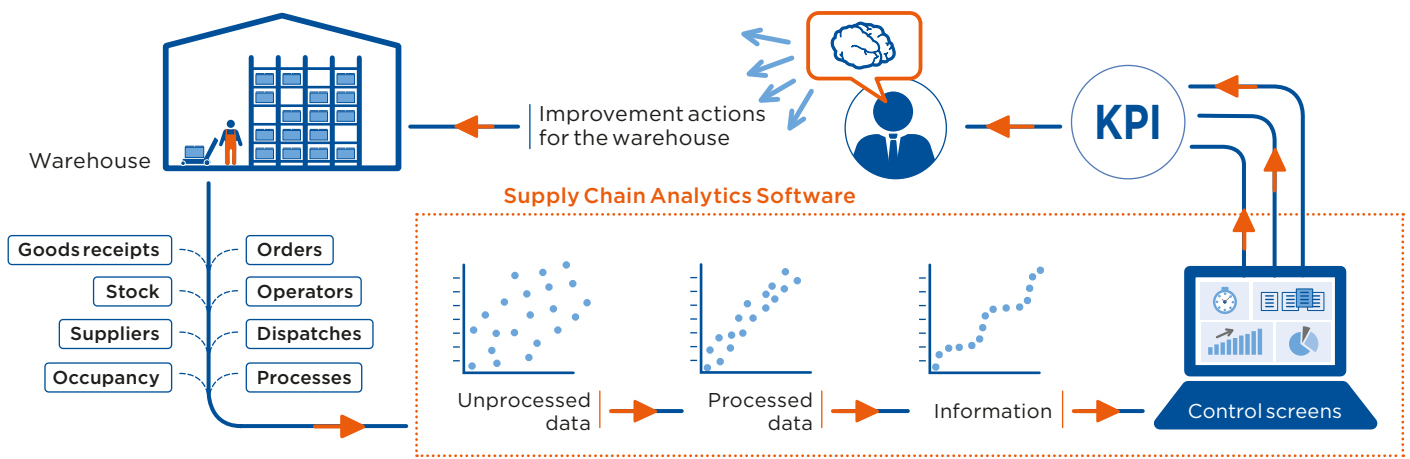 Improvement actions
for the warehouse
KPI
Warehouse
Supply Chain Analytics Software
Goods receipts
Orders
Stock
Operators
Suppliers
Dispatches
Occupancy
Processes
Unprocessed
data
Processed
data
Information
Control screens